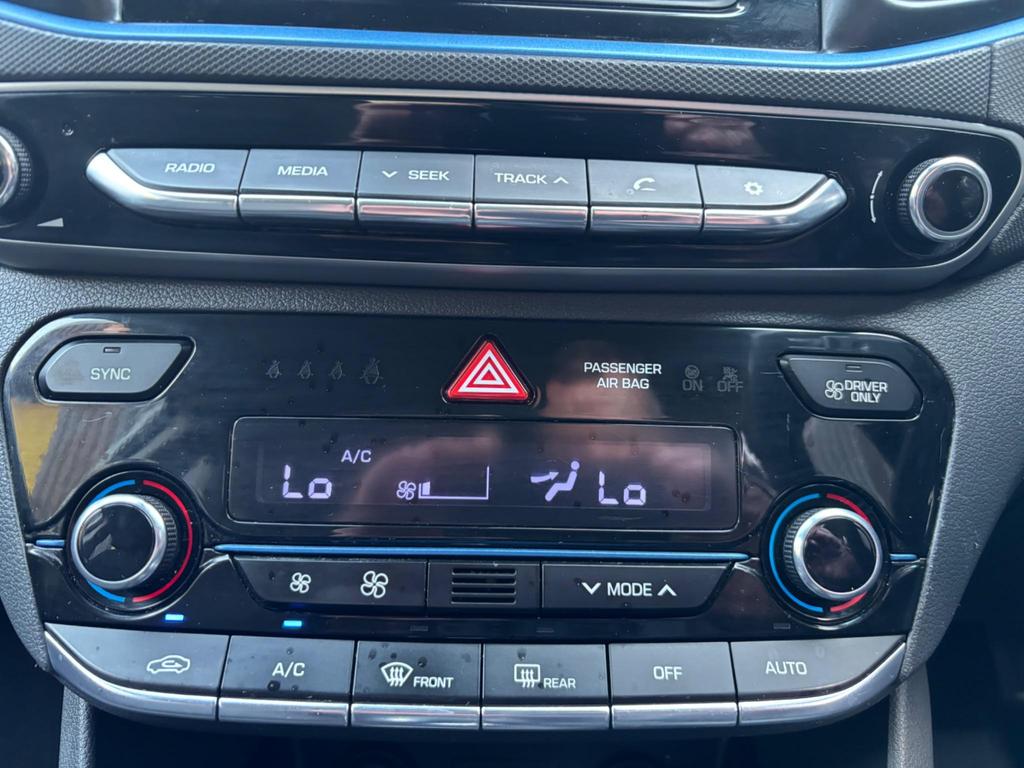 RADIO
MEDIA
SEEK
TRACK
SYNC
PASSENGER
AIR BAG
ON
OFF
DRIVER
ONLY
A/C
Lo
Lo
MODE
A/C
FRONT
REAR
OFF
AUTO